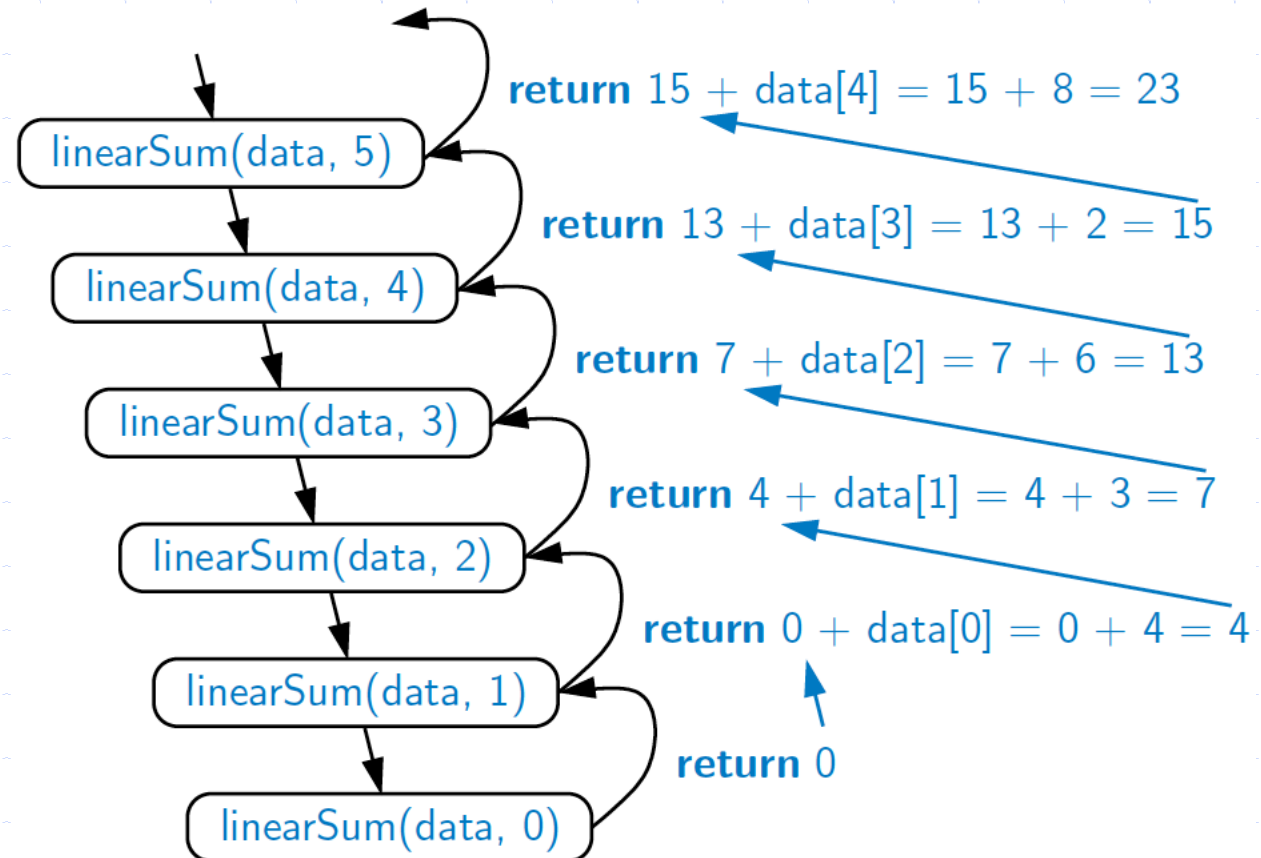 return 15 + data[4] = 15 + 8 = 23
linearSum(data, 5)
return 13 + data[3] = 13 + 2 = 15
linearSum(data, 4)
return 7 + data[2] = 7 + 6 = 13
linearSum(data, 3)
return 4 + data[1] = 4 + 3 = 7
linearSum(data, 2)
return 0 + data[0] = 0 + 4 = 4
linearSum(data, 1)
return 0
linearSum(data, 0)